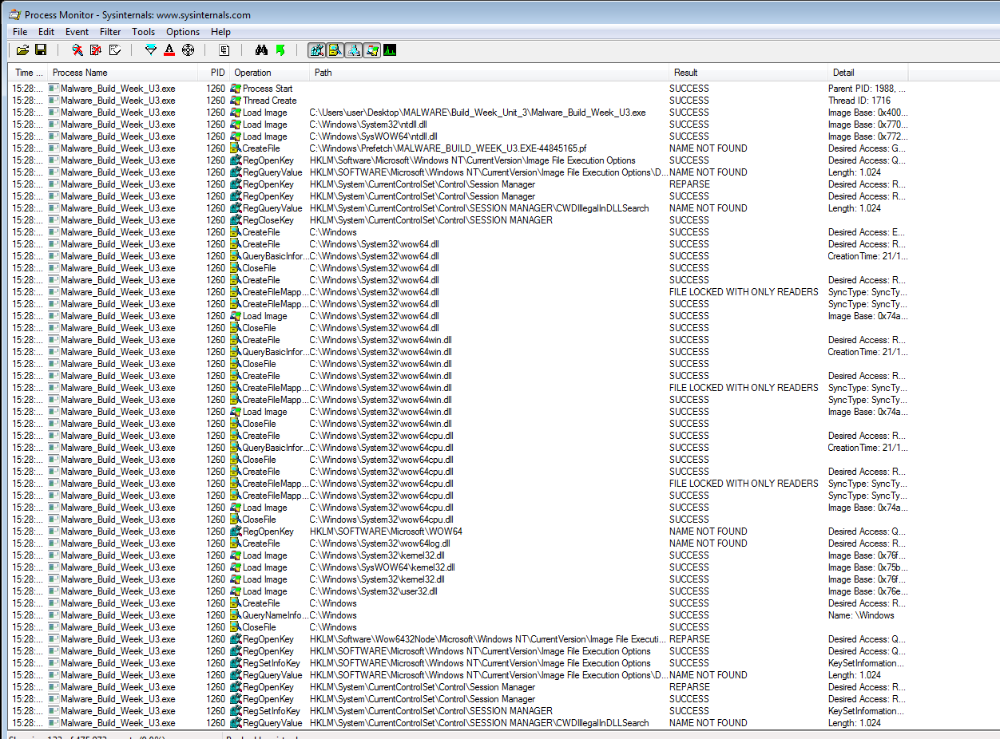 Process Monitor - Sysinternals: www.sysinternals.com
File Edit Event Filter Tools Options Help
Time ... Process Name PID Operation Path Result Detail
15:28:... Malware_Build_Week_U3.exe 1260 Process Start SUCCESS Parent PID: 1988, ...
15:28:... Malware_Build_Week_U3.exe 1260 Thread Create SUCCESS Thread ID: 1716
15:28:... Malware_Build_Week_U3.exe 1260 Load Image C:\Users\user\Desktop\MALWARE\Build_Week_Unit_3\Malware_Build_Week_U3.exe SUCCESS Image Base: 0x400...
15:28:... Malware_Build_Week_U3.exe 1260 Load Image C:\Windows\System32\ntdll.dll SUCCESS Image Base: 0x770...
15:28:... Malware_Build_Week_U3.exe 1260 Load Image C:\Windows\SysWOW64\ntdll.dll SUCCESS Image Base: 0x772...
15:28:... Malware_Build_Week_U3.exe 1260 CreateFile C:\Windows\Prefetch\MALWARE_BUILD_WEEK_U3.EXE-44845165.pf NAME NOT FOUND Desired Access: G...
15:28:... Malware_Build_Week_U3.exe 1260 RegOpenKey HKLM\Software\Microsoft\Windows NT\CurrentVersion\Image File Execution Options SUCCESS Desired Access: Q...
15:28:... Malware_Build_Week_U3.exe 1260 RegQueryValue HKLM\SOFTWARE\Microsoft\Windows NT\CurrentVersion\Image File Execution Options\D... NAME NOT FOUND Length: 1.024
15:28:... Malware_Build_Week_U3.exe 1260 RegOpenKey HKLM\System\CurrentControlSet\Control\Session Manager REPARSE Desired Access: R...
15:28:... Malware_Build_Week_U3.exe 1260 RegOpenKey HKLM\System\CurrentControlSet\Control\Session Manager SUCCESS Desired Access: R...
15:28:... Malware_Build_Week_U3.exe 1260 RegQueryValue HKLM\System\CurrentControlSet\Control\SESSION MANAGER\CWDIllegalInDLLSearch NAME NOT FOUND Length: 1.024
15:28:... Malware_Build_Week_U3.exe 1260 RegCloseKey HKLM\System\CurrentControlSet\Control\SESSION MANAGER SUCCESS
15:28:... Malware_Build_Week_U3.exe 1260 CreateFile C:\Windows SUCCESS Desired Access: E...
15:28:... Malware_Build_Week_U3.exe 1260 CreateFile C:\Windows\System32\wow64.dll SUCCESS Desired Access: R...
15:28:... Malware_Build_Week_U3.exe 1260 QueryBasicInfor... C:\Windows\System32\wow64.dll SUCCESS CreationTime: 21/1...
15:28:... Malware_Build_Week_U3.exe 1260 CloseFile C:\Windows\System32\wow64.dll SUCCESS
15:28:... Malware_Build_Week_U3.exe 1260 CreateFile C:\Windows\System32\wow64.dll SUCCESS Desired Access: R...
15:28:... Malware_Build_Week_U3.exe 1260 CreateFileMapp... C:\Windows\System32\wow64.dll FILE LOCKED WITH ONLY READERS SyncType: SyncTy...
15:28:... Malware_Build_Week_U3.exe 1260 CreateFileMapp... C:\Windows\System32\wow64.dll SUCCESS SyncType: SyncTy...
15:28:... Malware_Build_Week_U3.exe 1260 Load Image C:\Windows\System32\wow64.dll SUCCESS Image Base: 0x74a...
15:28:... Malware_Build_Week_U3.exe 1260 CloseFile C:\Windows\System32\wow64.dll SUCCESS
15:28:... Malware_Build_Week_U3.exe 1260 CreateFile C:\Windows\System32\wow64win.dll SUCCESS Desired Access: R...
15:28:... Malware_Build_Week_U3.exe 1260 QueryBasicInfor... C:\Windows\System32\wow64win.dll SUCCESS CreationTime: 21/1...
15:28:... Malware_Build_Week_U3.exe 1260 CloseFile C:\Windows\System32\wow64win.dll SUCCESS
15:28:... Malware_Build_Week_U3.exe 1260 CreateFile C:\Windows\System32\wow64win.dll SUCCESS Desired Access: R...
15:28:... Malware_Build_Week_U3.exe 1260 CreateFileMapp... C:\Windows\System32\wow64win.dll FILE LOCKED WITH ONLY READERS SyncType: SyncTy...
15:28:... Malware_Build_Week_U3.exe 1260 CreateFileMapp... C:\Windows\System32\wow64win.dll SUCCESS SyncType: SyncTy...
15:28:... Malware_Build_Week_U3.exe 1260 Load Image C:\Windows\System32\wow64win.dll SUCCESS Image Base: 0x74a...
15:28:... Malware_Build_Week_U3.exe 1260 CloseFile C:\Windows\System32\wow64win.dll SUCCESS
15:28:... Malware_Build_Week_U3.exe 1260 CreateFile C:\Windows\System32\wow64cpu.dll SUCCESS Desired Access: R...
15:28:... Malware_Build_Week_U3.exe 1260 QueryBasicInfor... C:\Windows\System32\wow64cpu.dll SUCCESS CreationTime: 21/1...
15:28:... Malware_Build_Week_U3.exe 1260 CloseFile C:\Windows\System32\wow64cpu.dll SUCCESS
15:28:... Malware_Build_Week_U3.exe 1260 CreateFile C:\Windows\System32\wow64cpu.dll SUCCESS Desired Access: R...
15:28:... Malware_Build_Week_U3.exe 1260 CreateFileMapp... C:\Windows\System32\wow64cpu.dll FILE LOCKED WITH ONLY READERS SyncType: SyncTy...
15:28:... Malware_Build_Week_U3.exe 1260 CreateFileMapp... C:\Windows\System32\wow64cpu.dll SUCCESS SyncType: SyncTy...
15:28:... Malware_Build_Week_U3.exe 1260 Load Image C:\Windows\System32\wow64cpu.dll SUCCESS Image Base: 0x74a...
15:28:... Malware_Build_Week_U3.exe 1260 CloseFile C:\Windows\System32\wow64cpu.dll SUCCESS
15:28:... Malware_Build_Week_U3.exe 1260 RegOpenKey HKLM\SOFTWARE\Microsoft\WOW64 NAME NOT FOUND Desired Access: Q...
15:28:... Malware_Build_Week_U3.exe 1260 CreateFile C:\Windows\System32\wow64log.dll NAME NOT FOUND Desired Access: R...
15:28:... Malware_Build_Week_U3.exe 1260 Load Image C:\Windows\System32\kernel32.dll SUCCESS Image Base: 0x76f...
15:28:... Malware_Build_Week_U3.exe 1260 Load Image C:\Windows\SysWOW64\kernel32.dll SUCCESS Image Base: 0x75b...
15:28:... Malware_Build_Week_U3.exe 1260 Load Image C:\Windows\System32\kernel32.dll SUCCESS Image Base: 0x76f...
15:28:... Malware_Build_Week_U3.exe 1260 Load Image C:\Windows\System32\user32.dll SUCCESS Image Base: 0x76e...
15:28:... Malware_Build_Week_U3.exe 1260 CreateFile C:\Windows SUCCESS Desired Access: R...
15:28:... Malware_Build_Week_U3.exe 1260 QueryNameInfo... C:\Windows SUCCESS Name: \Windows
15:28:... Malware_Build_Week_U3.exe 1260 CloseFile C:\Windows SUCCESS
15:28:... Malware_Build_Week_U3.exe 1260 RegOpenKey HKLM\Software\Wow6432Node\Microsoft\Windows NT\CurrentVersion\Image File Executi... REPARSE Desired Access: Q...
15:28:... Malware_Build_Week_U3.exe 1260 RegOpenKey HKLM\SOFTWARE\Microsoft\Windows NT\CurrentVersion\Image File Execution Options SUCCESS Desired Access: Q...
15:28:... Malware_Build_Week_U3.exe 1260 RegSetInfoKey HKLM\SOFTWARE\Microsoft\Windows NT\CurrentVersion\Image File Execution Options SUCCESS KeySetInformation...
15:28:... Malware_Build_Week_U3.exe 1260 RegQueryValue HKLM\SOFTWARE\Microsoft\Windows NT\CurrentVersion\Image File Execution Options\D... NAME NOT FOUND Length: 1.024
15:28:... Malware_Build_Week_U3.exe 1260 RegOpenKey HKLM\System\CurrentControlSet\Control\Session Manager REPARSE Desired Access: R...
15:28:... Malware_Build_Week_U3.exe 1260 RegOpenKey HKLM\System\CurrentControlSet\Control\Session Manager SUCCESS Desired Access: R...
15:28:... Malware_Build_Week_U3.exe 1260 RegSetInfoKey HKLM\System\CurrentControlSet\Control\SESSION MANAGER SUCCESS KeySetInformation...
15:28:... Malware_Build_Week_U3.exe 1260 RegQueryValue HKLM\System\CurrentControlSet\Control\SESSION MANAGER\CWDIllegalInDLLSearch NAME NOT FOUND Length: 1.024